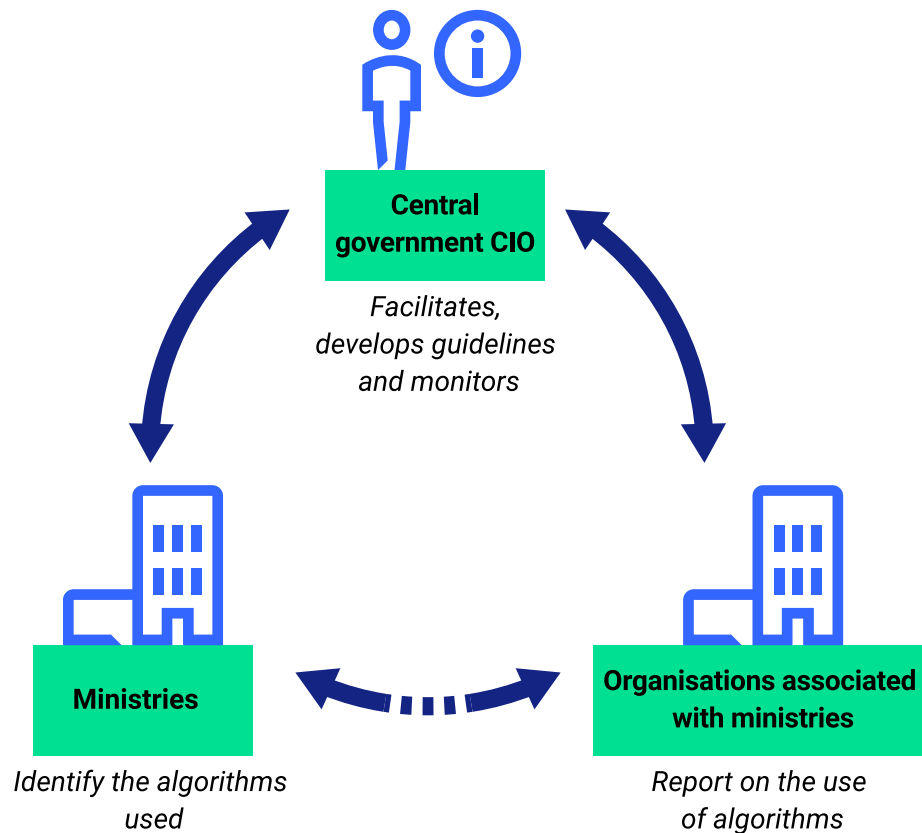 Central
government CIO
Facilitates,
develops guidelines
and monitors
Ministries
Identify the algorithms
used
Organisations associated
with ministries
Report on the use
of algorithms